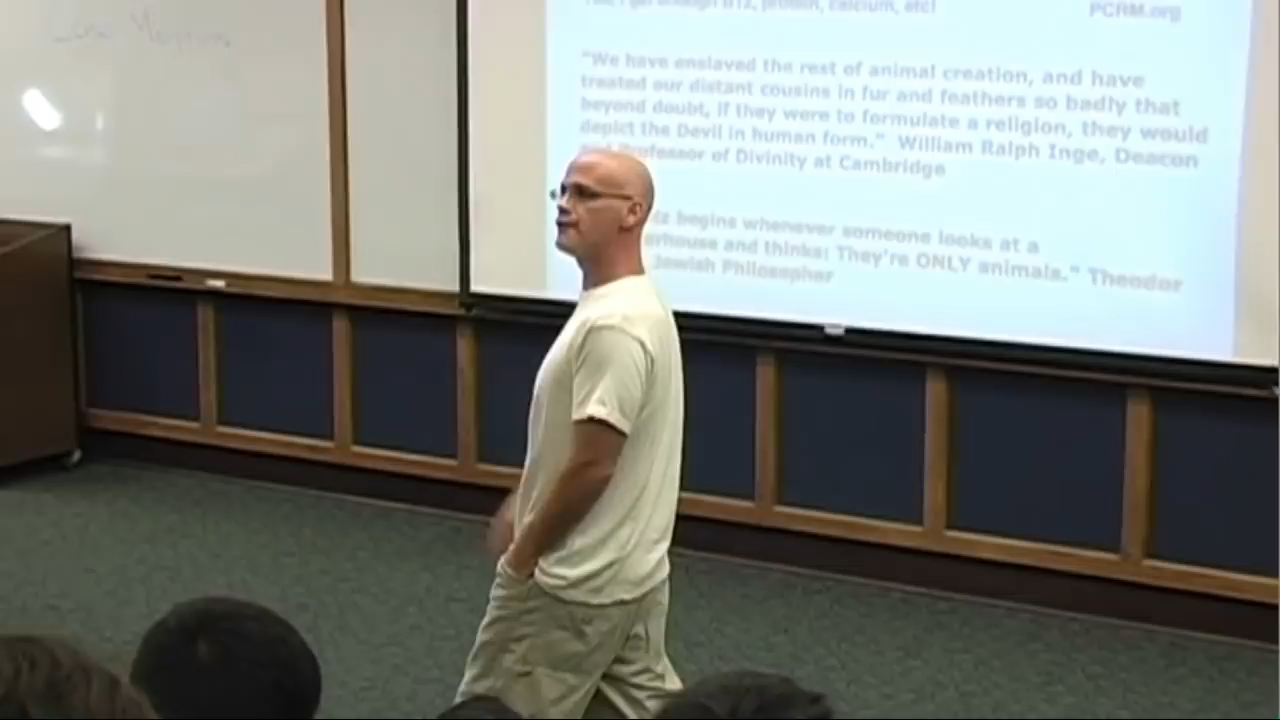 B12, protein, calcium, etc!
PCRM.org
"We have enslaved the rest of animal creation, and have
treated our distant cousins in fur and feathers so badly that
beyond doubt, if they were to formulate a religion, they would
depict the Devil in human form." William Ralph Inge, Deacon
Professor of Divinity at Cambridge
begins whenever someone looks at a
and thinks: They're ONLY animals." Theodor
Jewish Philosopher